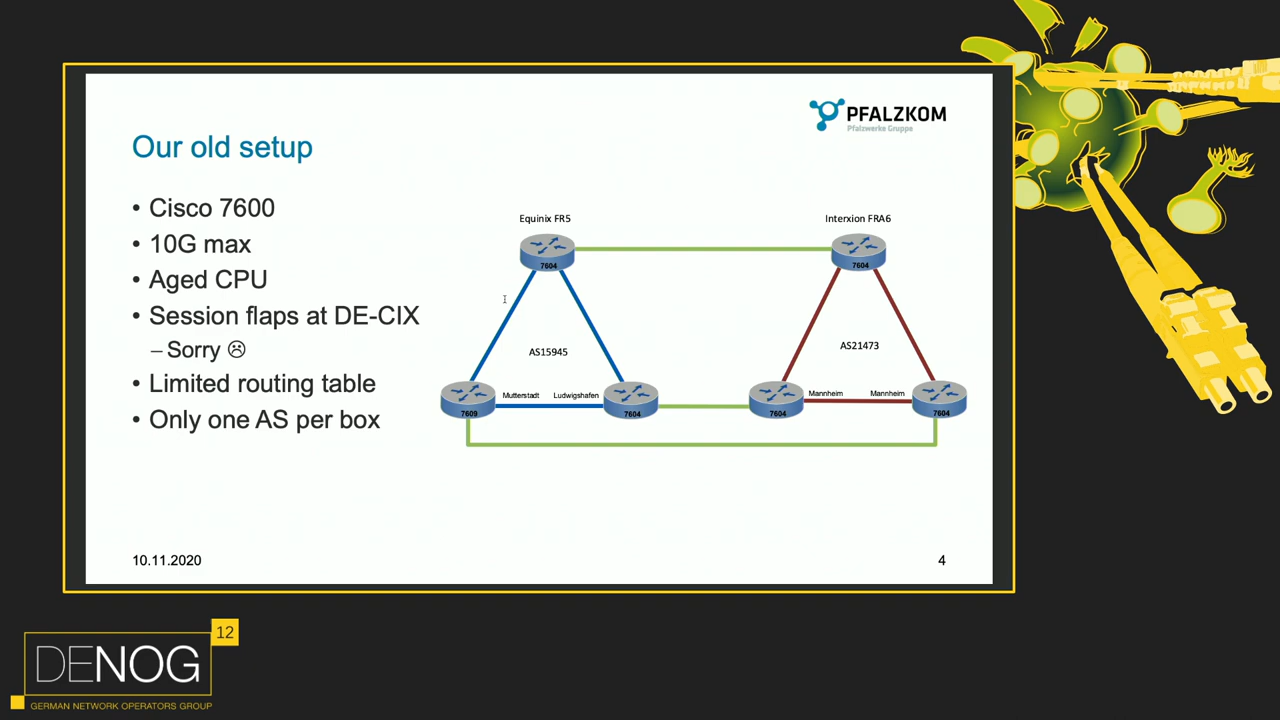 PFALZKOM
Pfalzwerke Gruppe
Our old setup
• Cisco 7600
• 10G max
• Aged CPU
• Session flaps at DE-CIX
– Sorry ☹
• Limited routing table
• Only one AS per box
Equinix FR5
Interxion FRA6
7604
7604
AS15945
AS21473
Mutterstadt
Ludwigshafen
Mannheim
Mannheim
7609
7604
7604
7604
10.11.2020
4
12
DENOG
GERMAN NETWORK OPERATORS GROUP